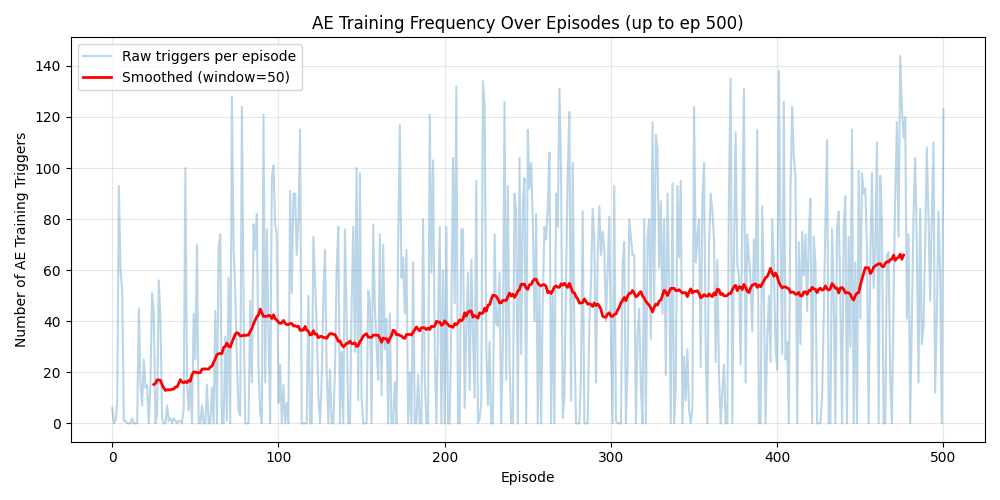 AE Training Frequency Over Episodes (up to ep 500)
Raw triggers per episode
Smoothed (window=50)
Number of AE Training Triggers
140
120
100
80
60
40
20
0
0 100 200 300 400 500
Episode